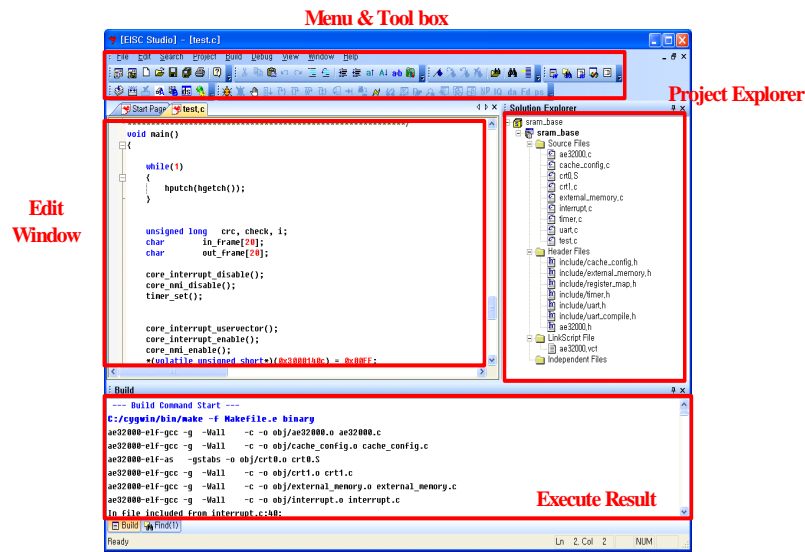 Menu & Tool box
[EISC Studio] - [test.c]
File Edit Search Project Build Debug View Window Help
Project Explorer
Start Page test,c
Solution Explorer
void main()
{
while(1)
{
hputch(hgetch());
}
unsigned long crc, check, i;
char in_frame[20];
char out_frame[20];
core_interrupt_disable();
core_nmi_disable();
timer_set();
core_interrupt_uservector();
core_interrupt_enable();
core_nmi_enable();
*(volatile unsigned short*)(0x3000140c) = 0x00FF;
Edit
Window
sram_base
sram_base
Source Files
ae32000,c
cache_config,c
crt0,S
crt1,c
external_memory,c
interrupt,c
timer,c
uart,c
test,c
Header Files
include/cache_config,h
include/external_memory,h
include/register_map,h
include/timer,h
include/uart,h
include/uart_compile,h
ae32000,h
LinkScript File
ae32000,vct
Independent Files
Build
--- Build Command Start ---
C:/cygwin/bin/make -f Makefile.e binary
ae32000-elf-gcc -g -Wall -c -o obj/ae32000.o ae32000.c
ae32000-elf-gcc -g -Wall -c -o obj/cache_config.o cache_config.c
ae32000-elf-as -gstabs -o obj/crt0.o crt0.S
ae32000-elf-gcc -g -Wall -c -o obj/crt1.o crt1.c
ae32000-elf-gcc -g -Wall -c -o obj/external_memory.o external_memory.c
ae32000-elf-gcc -g -Wall -c -o obj/interrupt.o interrupt.c
In file included from interrupt.c:40:
Execute Result
Build Find(1)
Ready Ln 2, Col 2 NUM